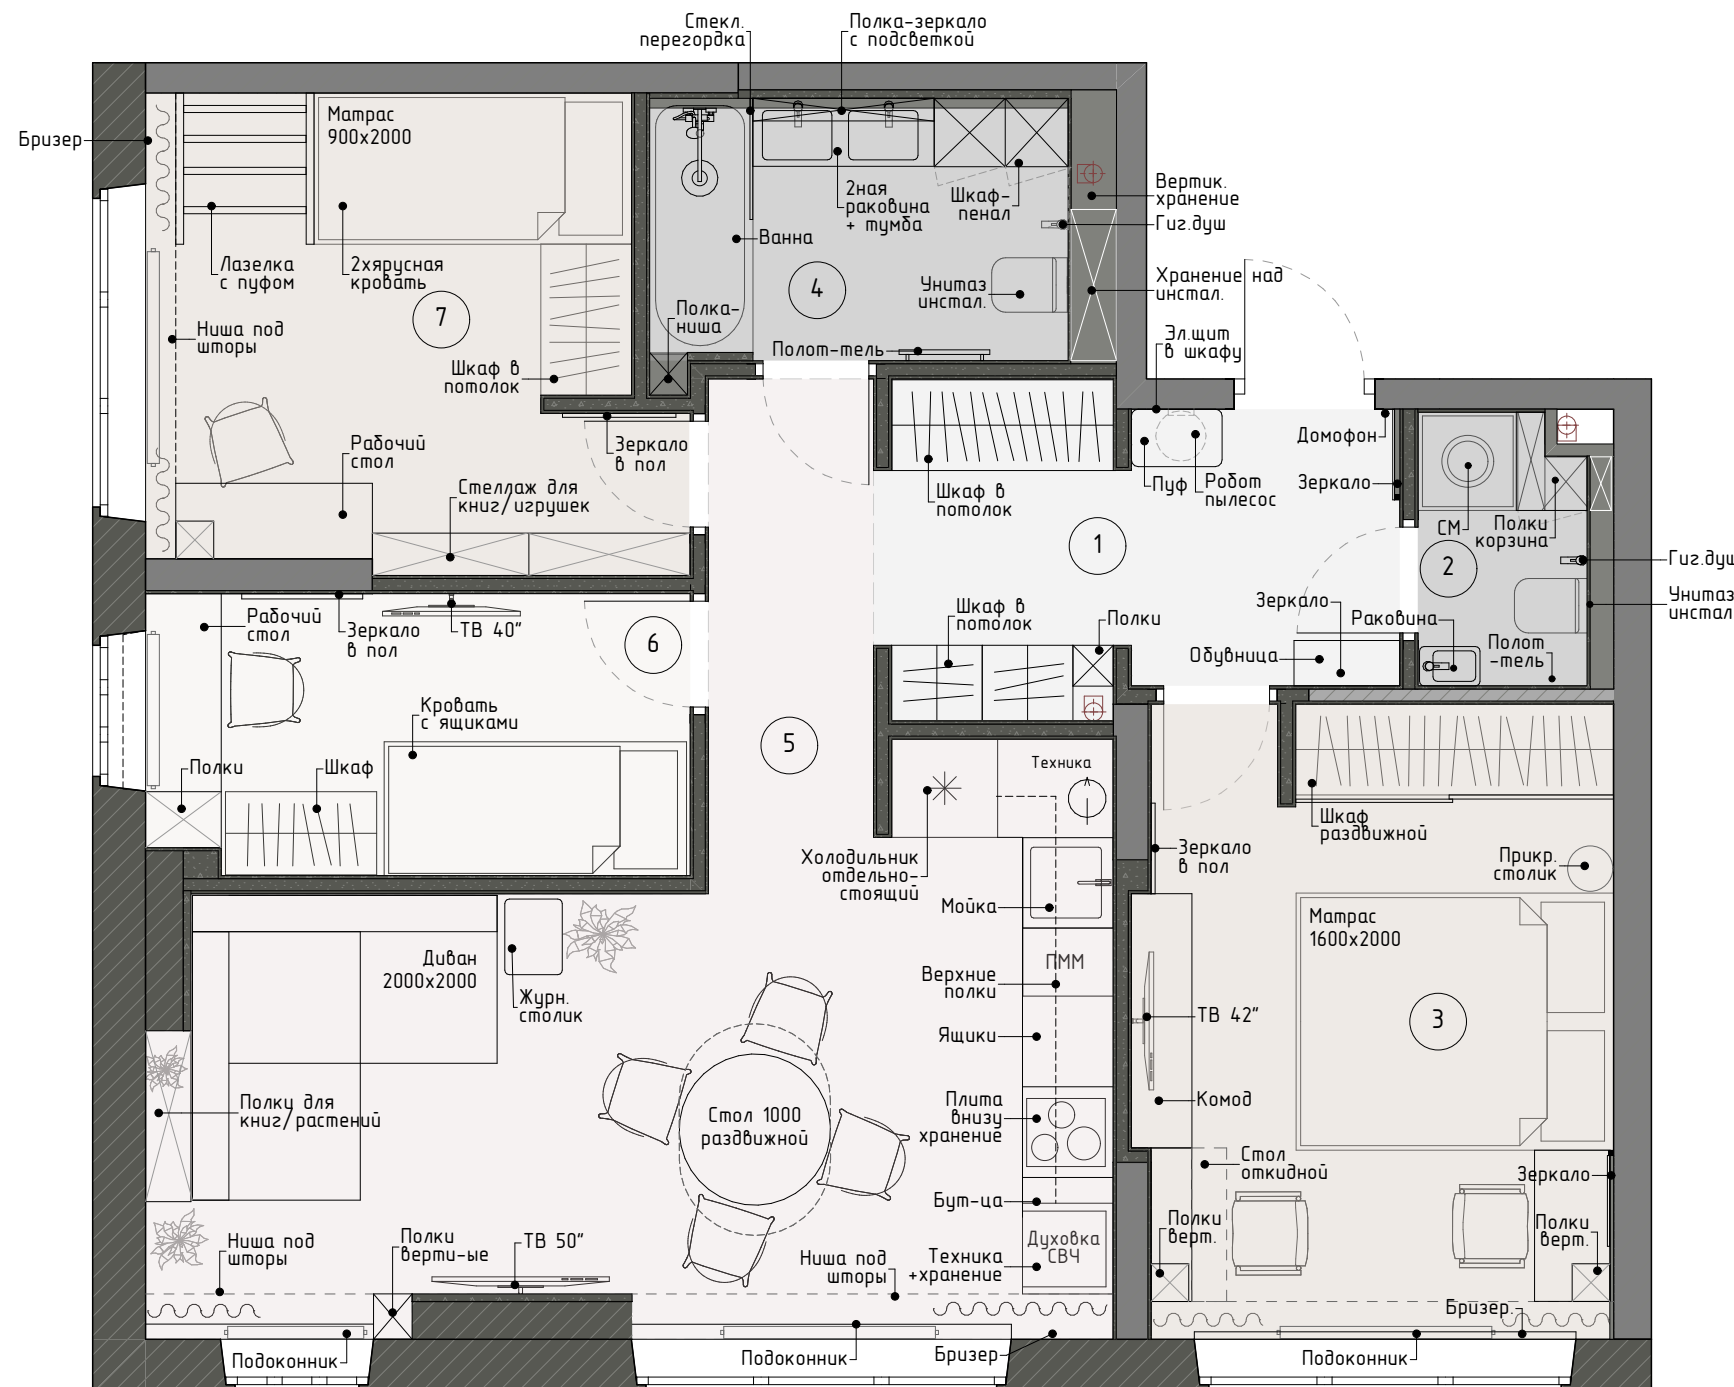 Стекл.
перегордка
Полка-зеркало
с подсветкой
Бризер
Матрас
900х2000
Лазелка
с пуфом
2хярусная
кровать
7
Ниша под
шторы
Шкаф в
потолок
Рабочий
стол
Стеллаж для
книг/игрушек
Зеркало
в пол
Ванна
2ная
раковина
+ тумба
Шкаф-
пенал
4
Унитаз
инстал.
Полка-
ниша
Полот-тель
Вертик.
хранение
Гиг.душ
Хранение над
инстал.
Эл.щит
в шкафу
Домофон
Зеркало
Пуф
Робот
пылесос
Шкаф в
потолок
1
СМ
Полки
корзина
2
Гиг.душ
Унитаз
инстал
Зеркало
Раковина
Полот
-тель
Обувница
Шкаф в
потолок
Полки
Рабочий
стол
Зеркало
в пол
ТВ 40"
6
Кровать
с ящиками
Полки
Шкаф
5
Техника
Холодильник
отдельно-
стоящий
Мойка
ПММ
Верхние
полки
Ящики
Плита
внизу
хранение
Бут-ца
Духовка
СВЧ
Техника
+хранение
Диван
2000х2000
Журн.
столик
Полки для
книг/растений
Стол 1000
раздвижной
Ниша под
шторы
Полки
верти-ые
ТВ 50"
Ниша под
шторы
Подоконник
Подоконник
Бризер
Шкаф
раздвижной
Зеркало
в пол
Прикр.
столик
Матрас
1600х2000
3
ТВ 42"
Комод
Стол
откидной
Зеркало
Полки
верт.
Полки
верт.
Бризер.
Подоконник